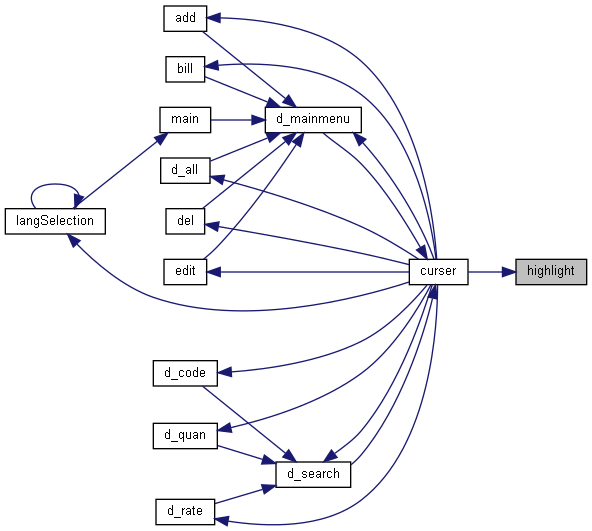 add
bill
main
d_mainmenu
d_all
langSelection
del
edit
curser
highlight
d_code
d_quan
d_search
d_rate